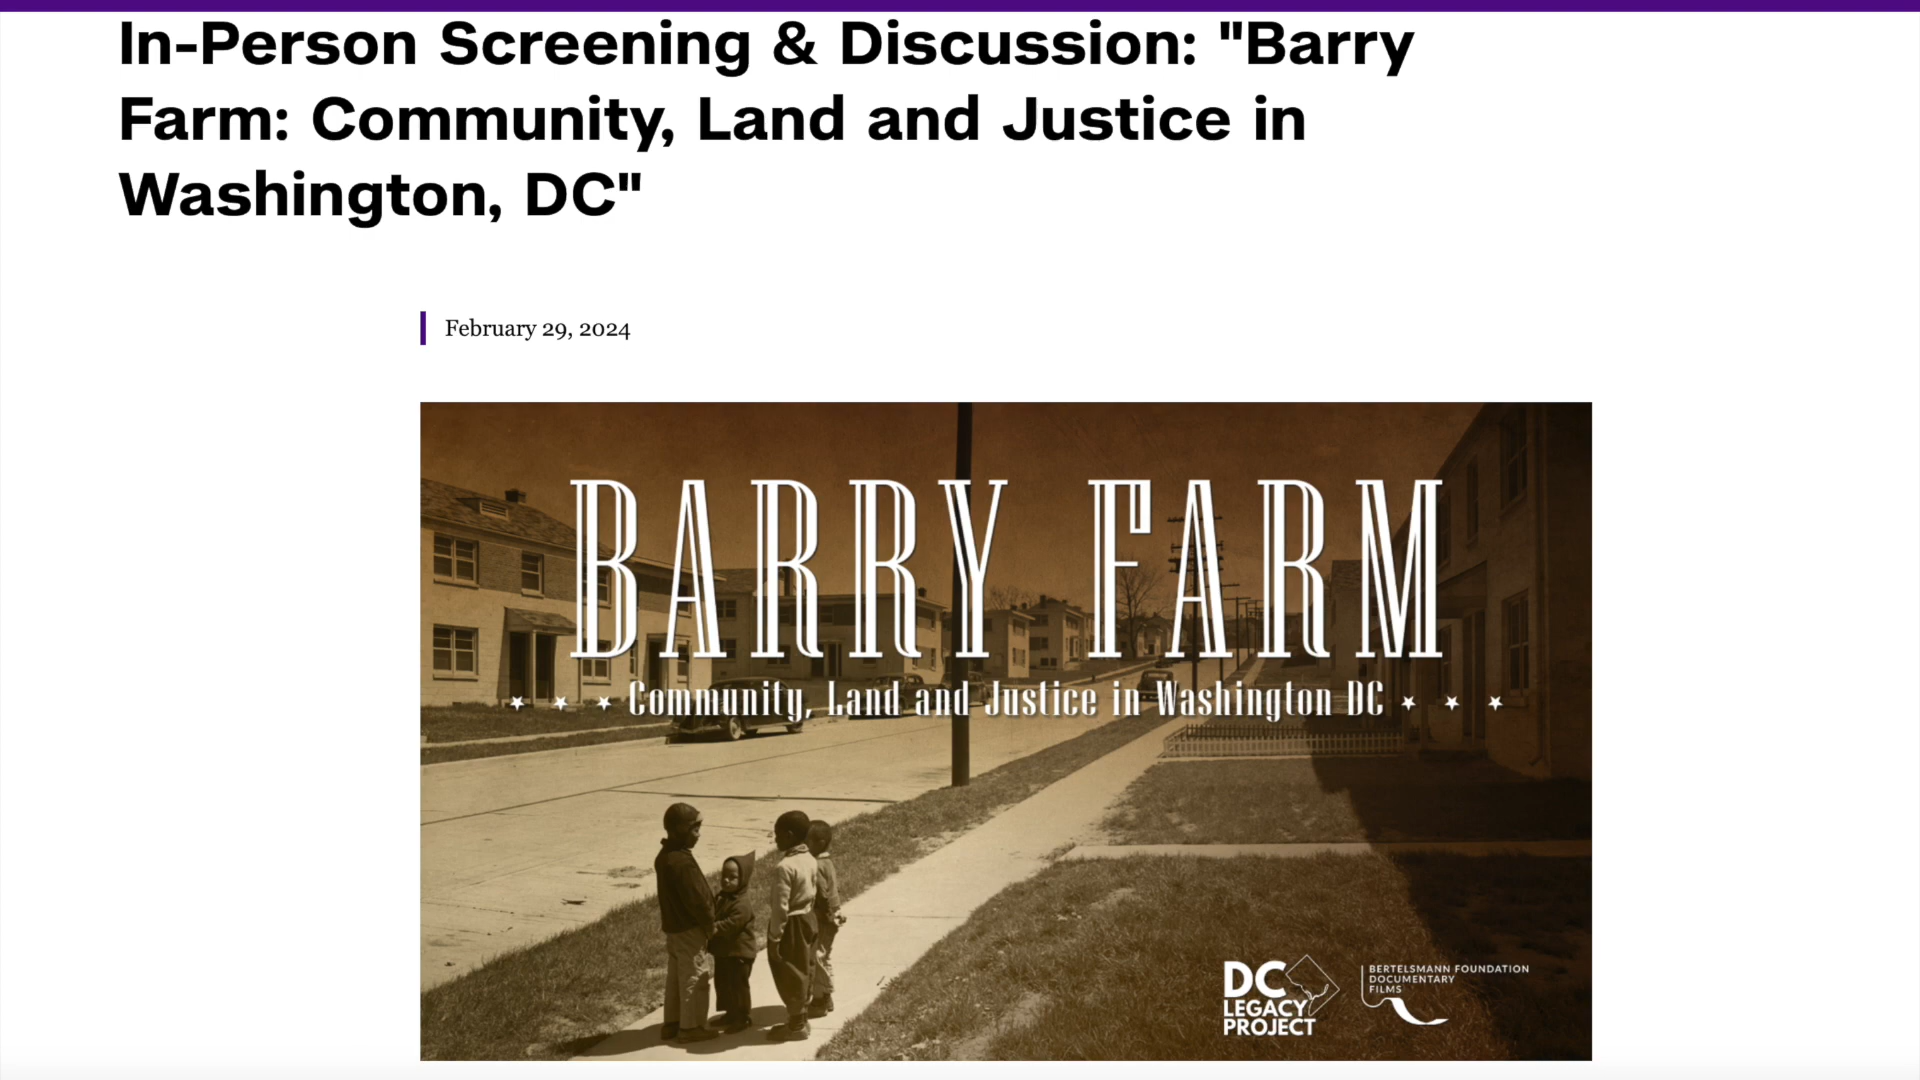 In-Person Screening & Discussion: "Barry
Farm: Community, Land and Justice in
Washington, DC"
February 29, 2024
BARRY FARM
Community, Land and Justice in Washington DC
DC
LEGACY
PROJECT
BERTELSMANN FOUNDATION
DOCUMENTARY
FILMS